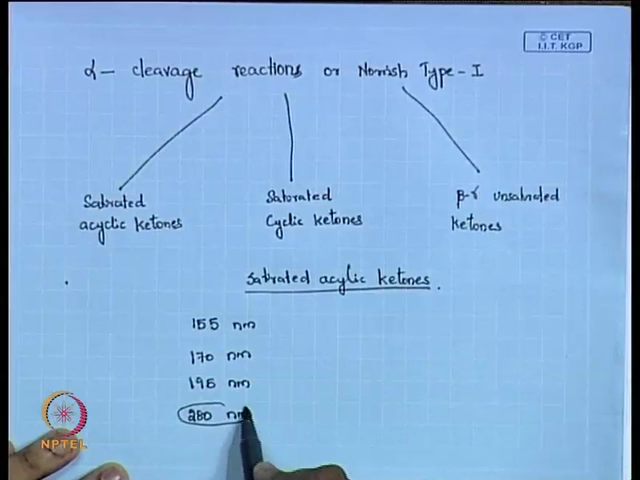 © CET
I.I.T. KGP
α- cleavage reactions or Norrish Type-I
Saturated
acyclic ketones
Saturated
Cyclic ketones
β-γ unsaturated
ketones
Saturated acylic ketones.
155 nm
170 nm
195 nm
280 nm
NPTEL